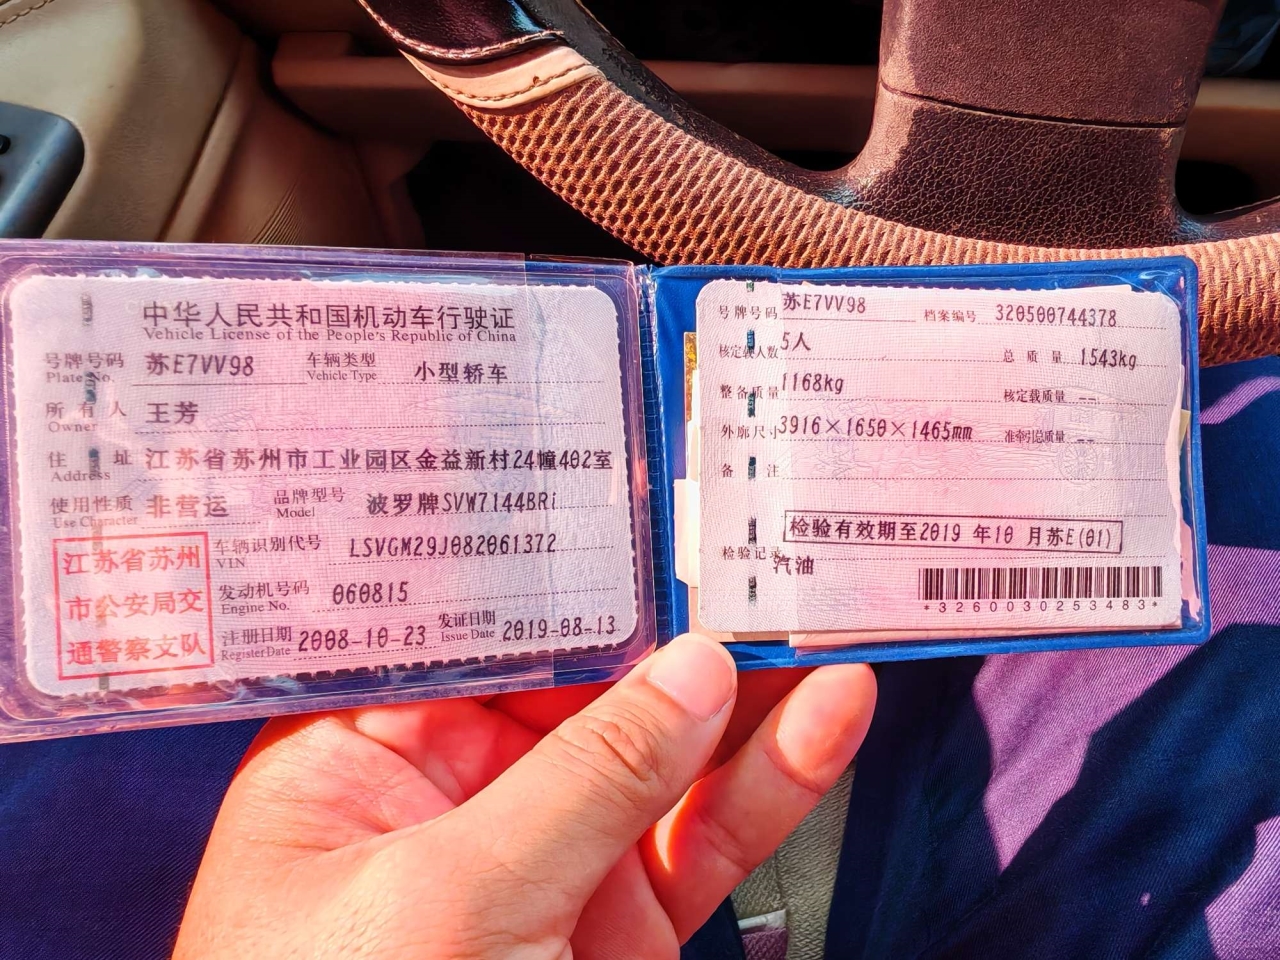 中华人民共和国机动车行驶证
Vehicle License of the People's Republic of China
号牌号码 苏E7VV98 车辆类型 小型轿车
Plate No. Vehicle Type
所有人 王芳
Owner
住址 江苏省苏州市工业园区金益新村24幢402室
Address
使用性质 非营运 品牌型号 波罗牌SVW7144BRi
Use Character Model
江苏省苏州
市公安局交
通警察支队
车辆识别代号 LSVGM29J082061372
VIN
发动机号码 060815
Engine No.
注册日期 2008-10-23 发证日期 2019-08-13
Register Date Issue Date
号牌号码 苏E7VV98 档案编号 320500744378
核定载人数 5人 总质量 1543kg
整备质量 1168kg 核定载质量 --
外廓尺寸 3916×1650×1465mm 准牵引总质量 --
备注
检验有效期至2019 年10 月苏E(01)
检验记录
汽油
*3260030253483*